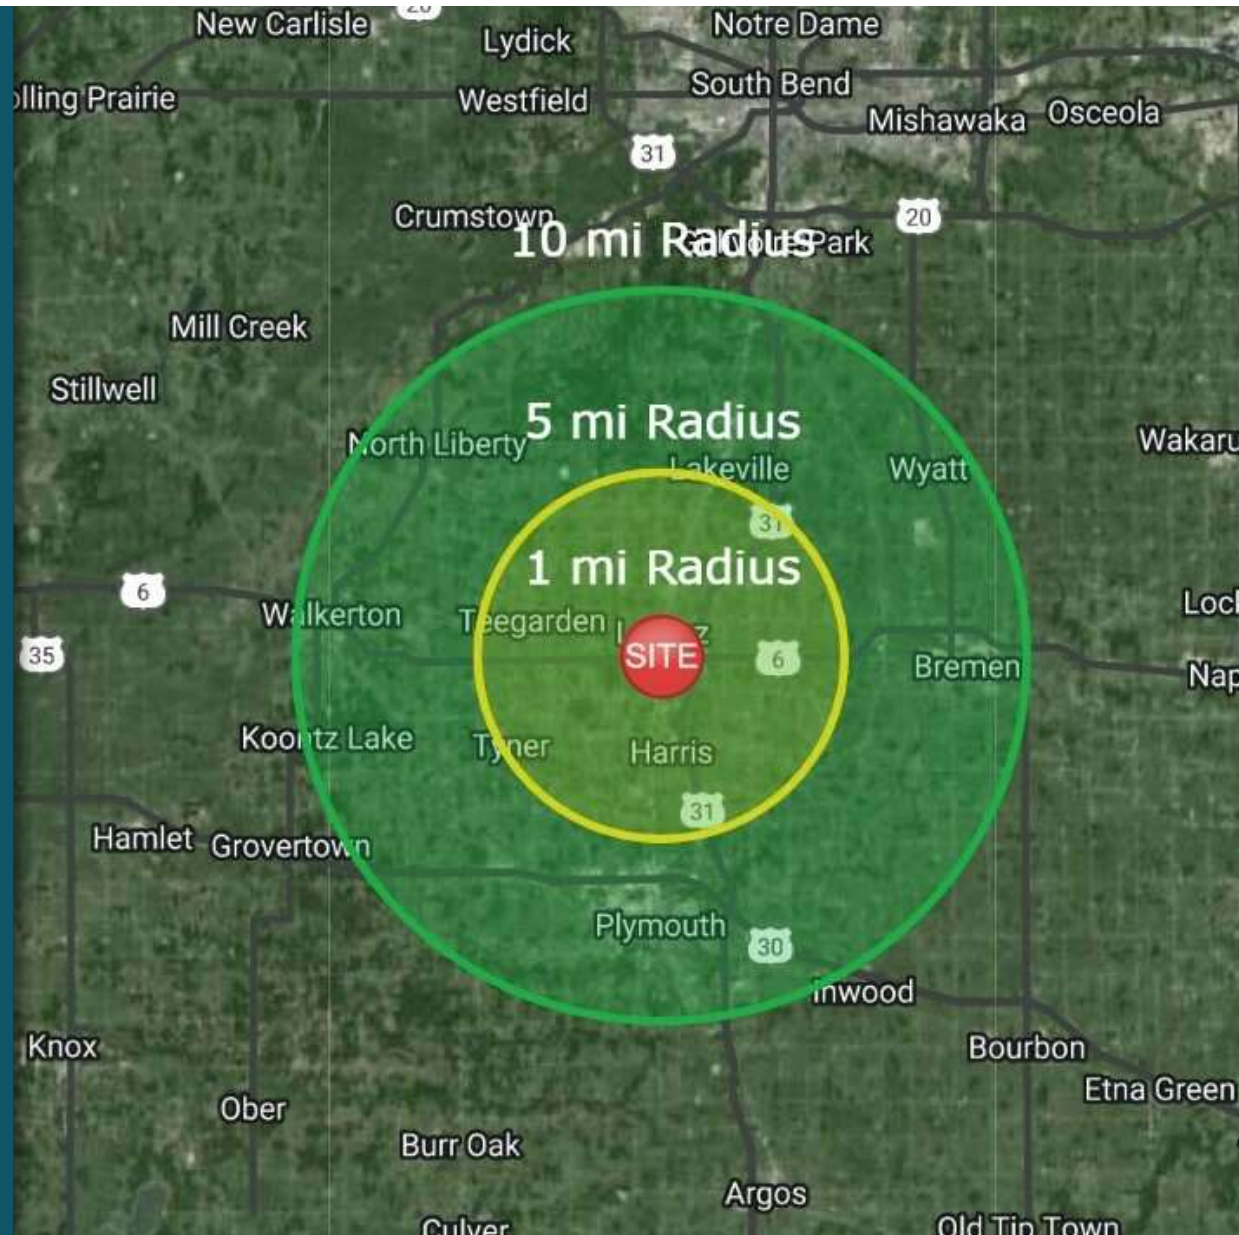 20
New Carlisle
Notre Dame
Lydick
South Bend
olling Prairie
Westfield
Mishawaka
Osceola
31
Crumstown
20
10 mi Radius
Park
Mill Creek
Stillwell
5 mi Radius
North Liberty
Wakaru
Lakeville
Wyatt
31
1 mi Radius
6
Walkerton
Teegarden
Loc
35
SITE
6
Bremen
Nap
Koontz Lake
Tyner
Harris
31
Hamlet
Grovertown
Plymouth
30
Inwood
Knox
Bourbon
Etna Green
Ober
Burr Oak
Argos
Culver
Old Tip Town